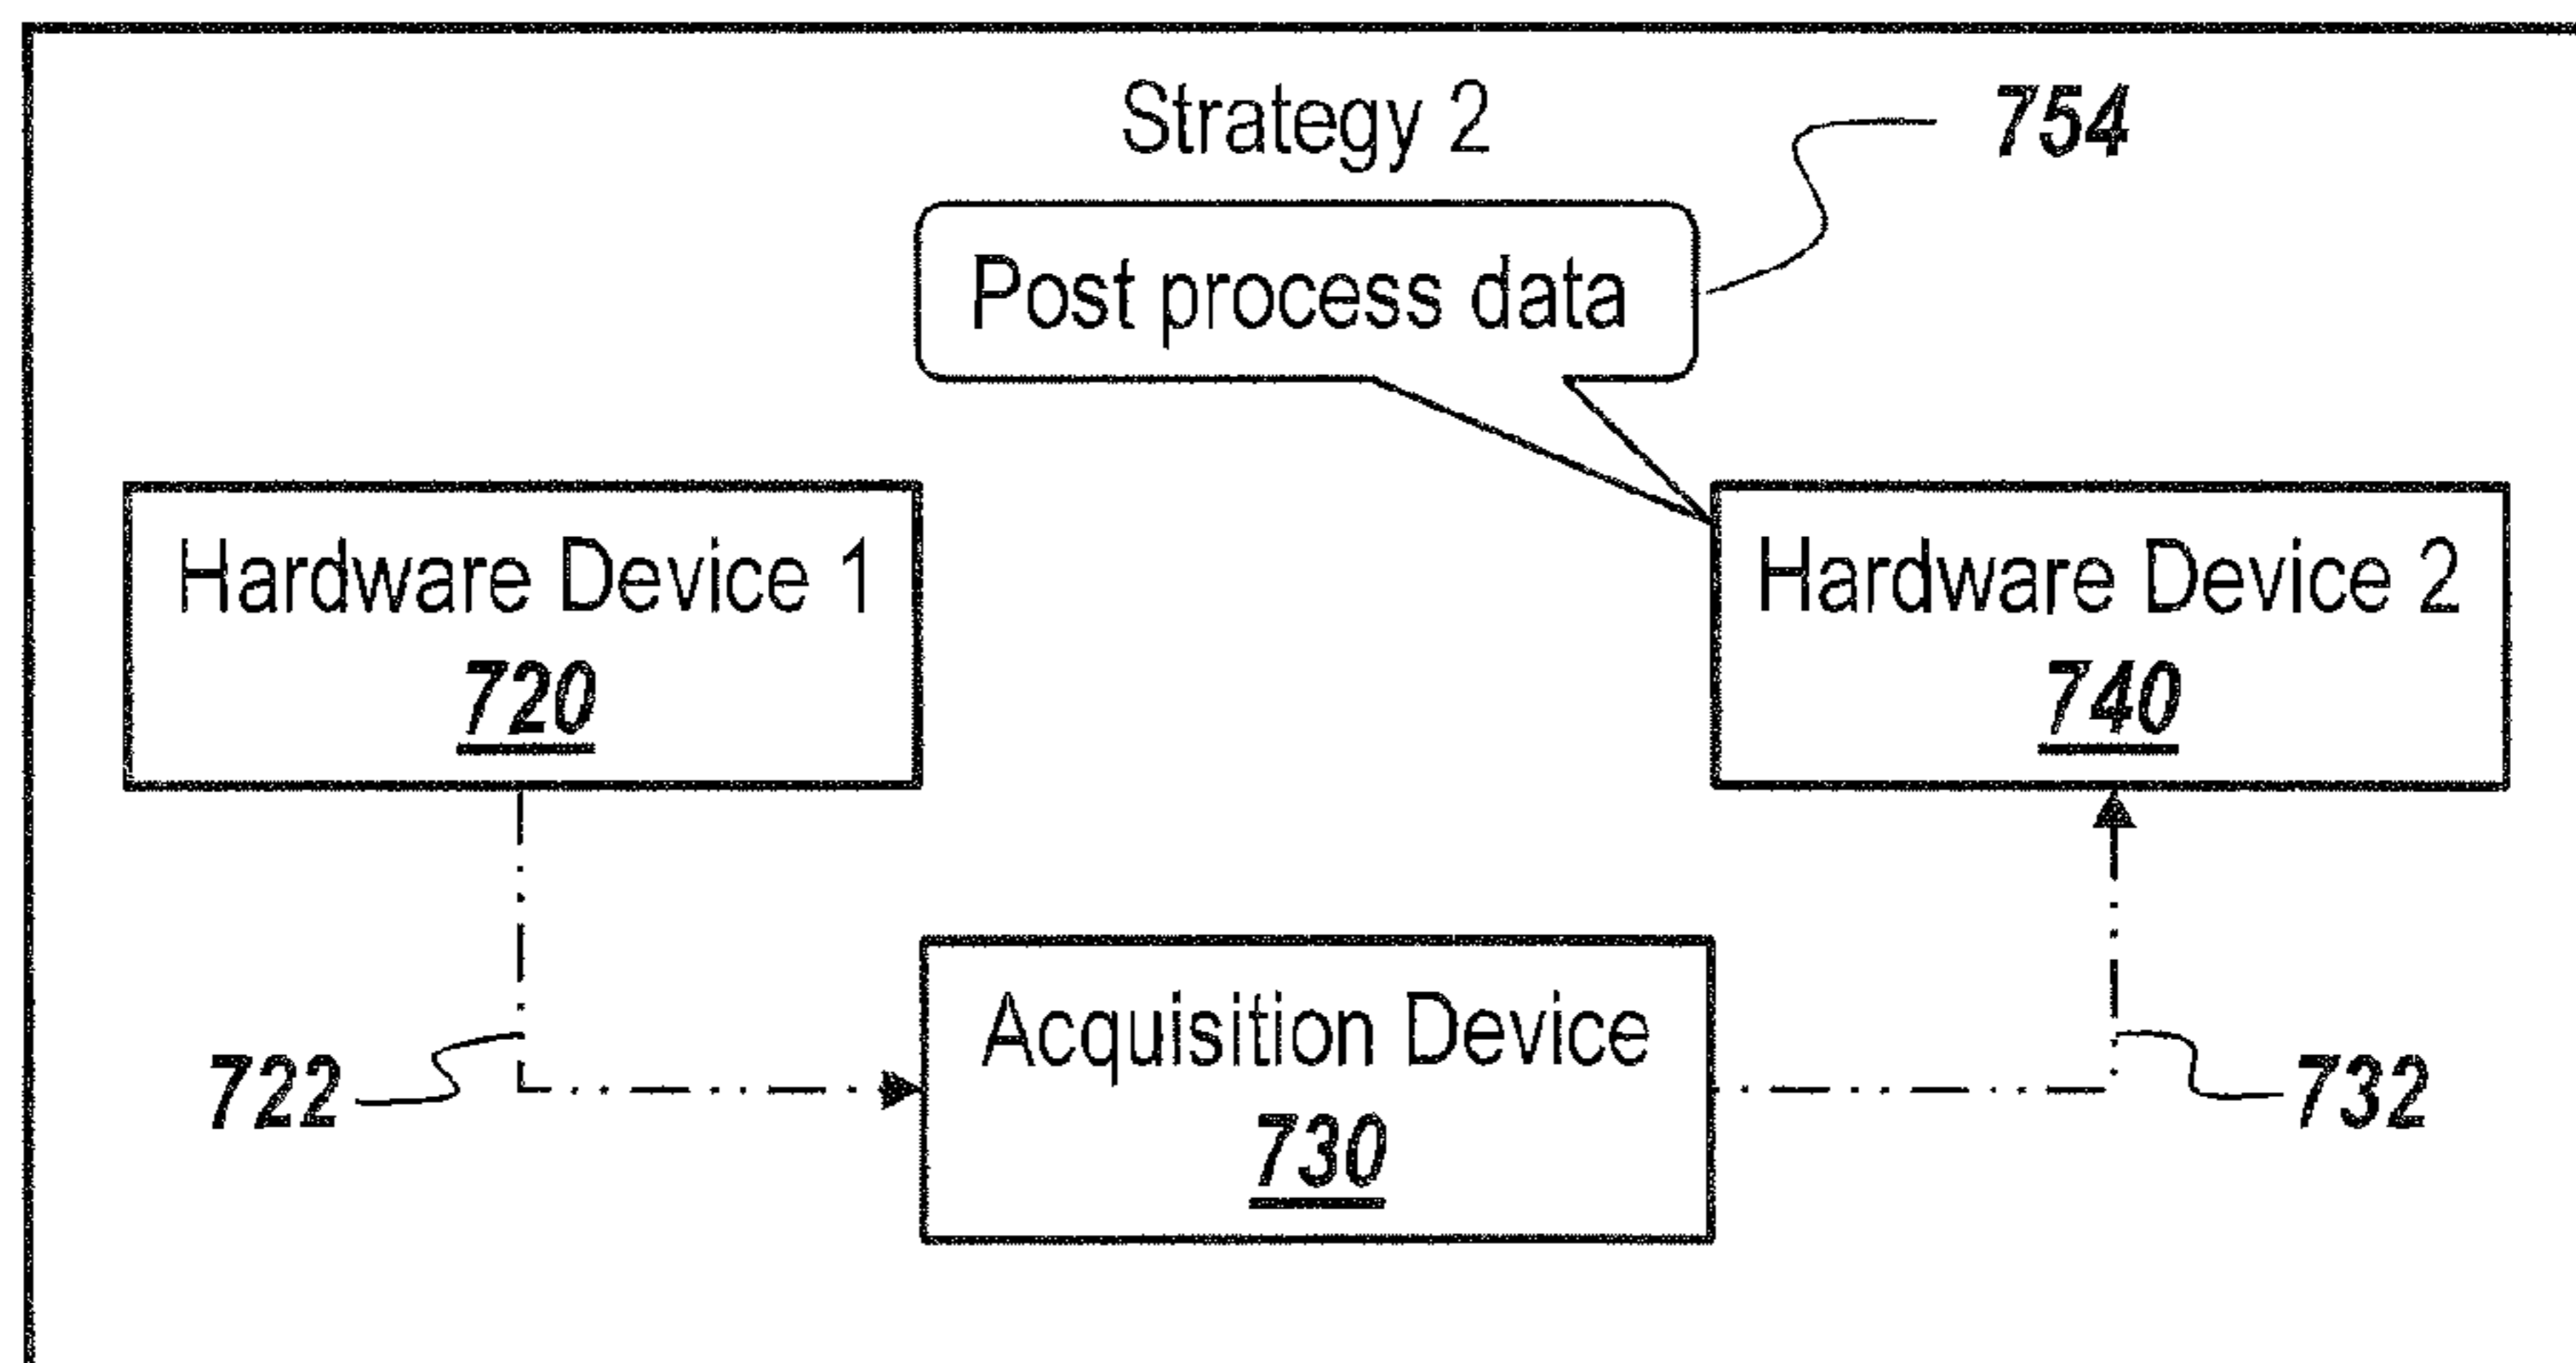 Strategy 2
754
Post process data
Hardware Device 1
720
Hardware Device 2
740
722
Acquisition Device
730
732